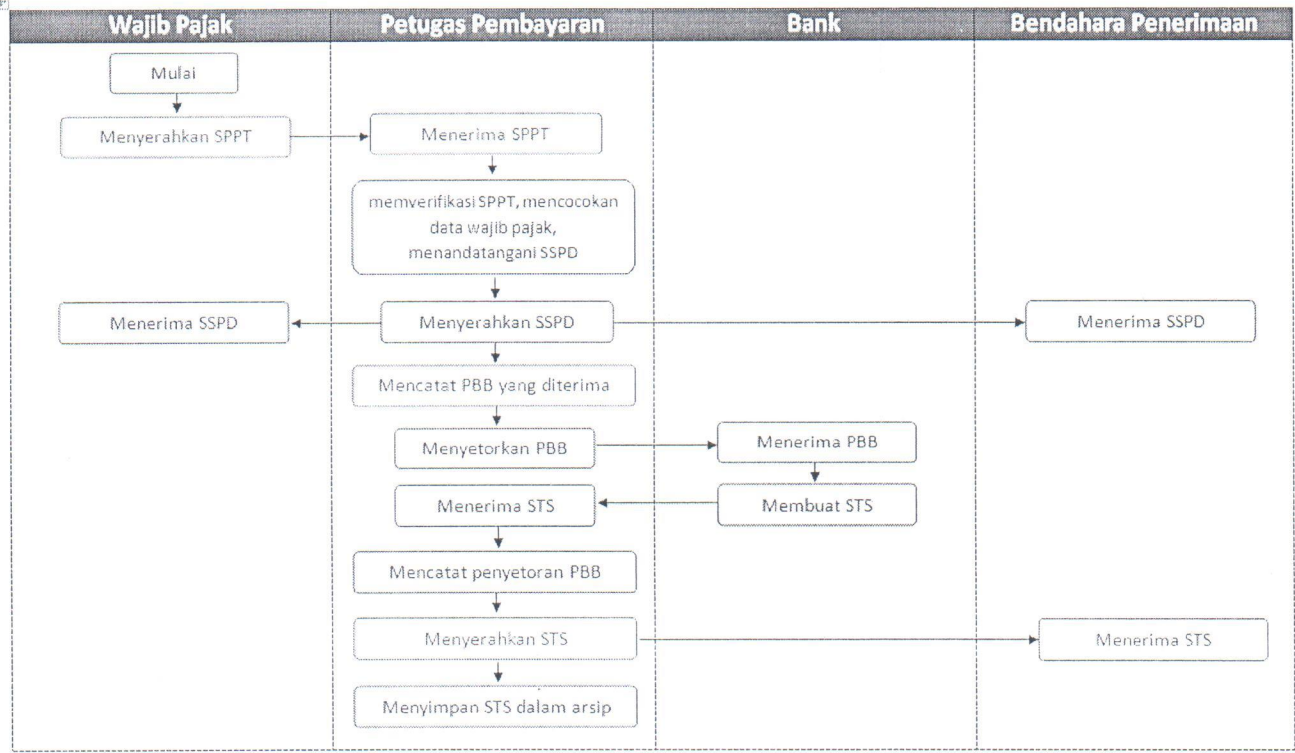 Wajib Pajak
Petugas Pembayaran
Bank
Bendahara Penerimaan
Mulai
Menyerahkan SPPT
Menerima SPPT
memverifikasi SPPT, mencocokan
data wajib pajak,
menandatangani SSPD
Menerima SSPD
Menyerahkan SSPD
Menerima SSPD
Mencatat PBB yang diterima
Menyetorkan PBB
Menerima PBB
Menerima STS
Membuat STS
Mencatat penyetoran PBB
Menyerahkan STS
Menerima STS
Menyimpan STS dalam arsip